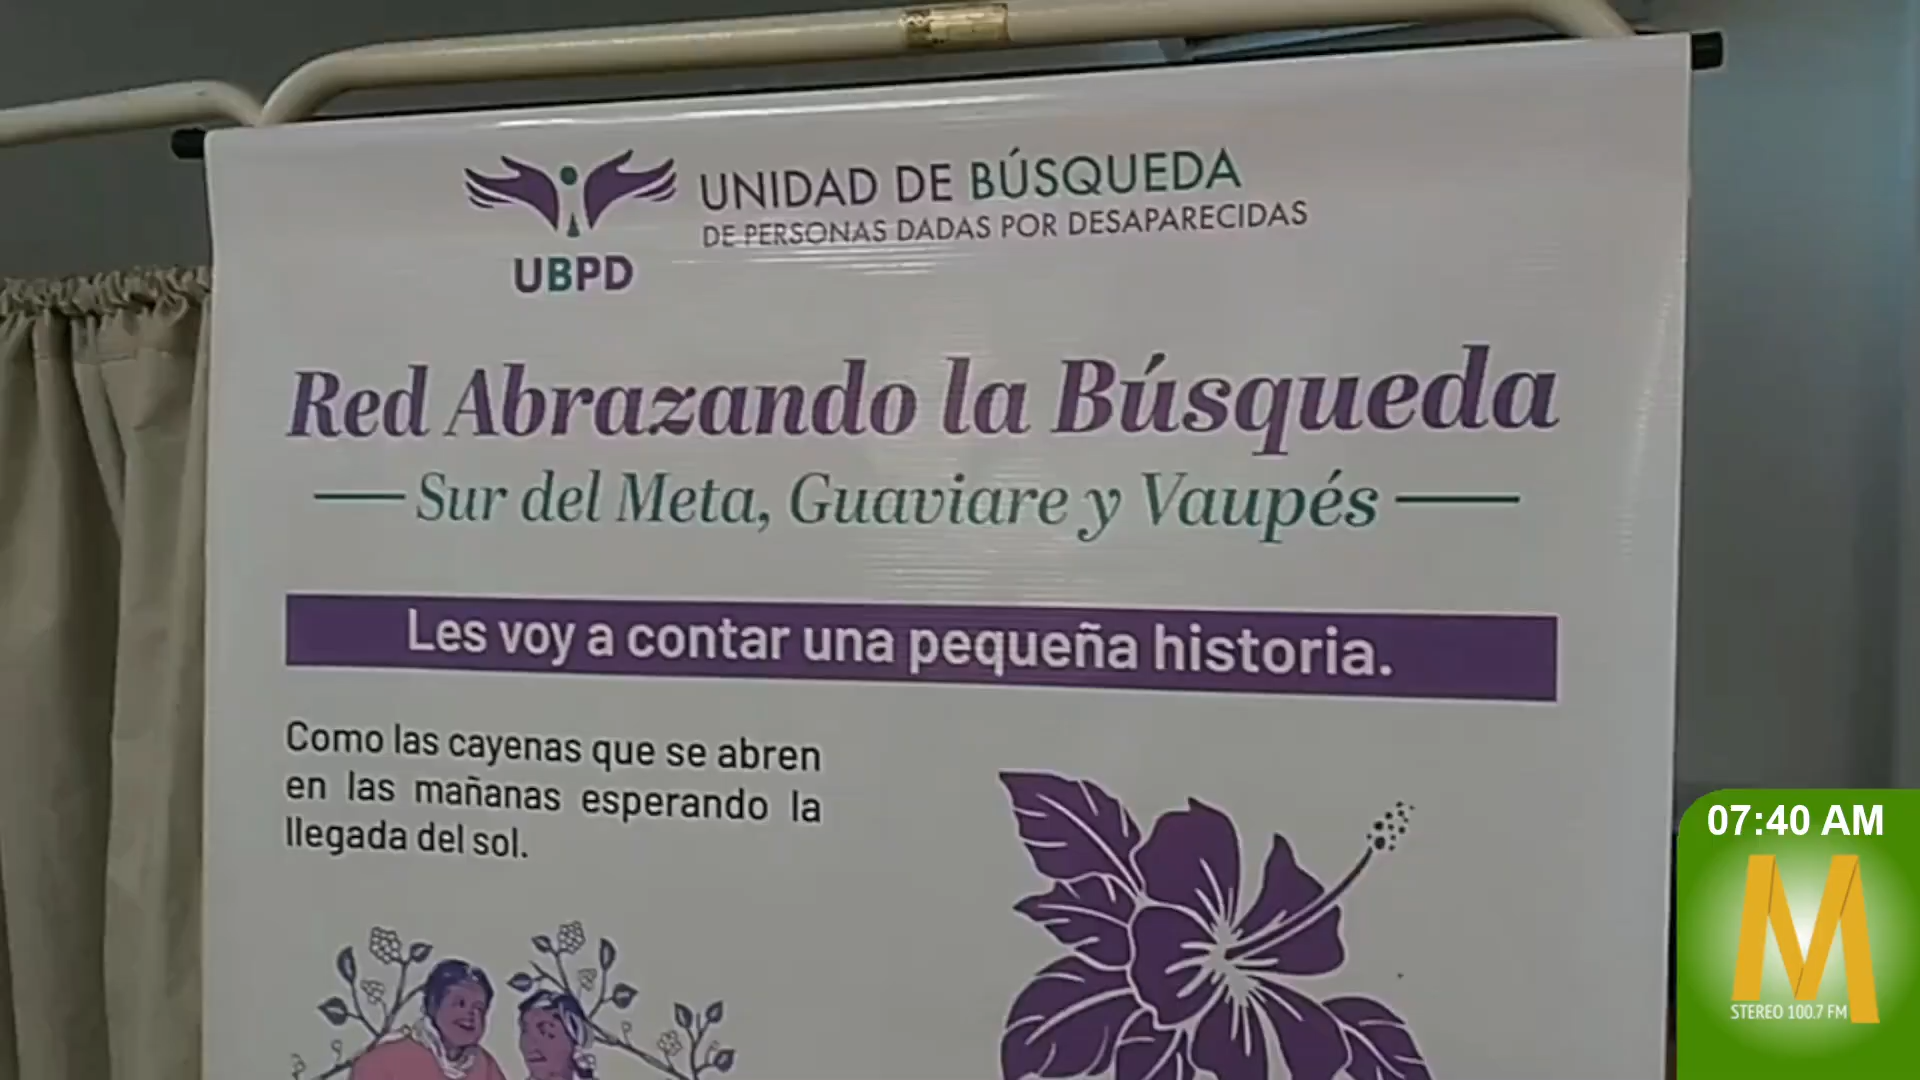 UNIDAD DE BÚSQUEDA
DE PERSONAS DADAS POR DESAPARECIDAS
UBPD
Red Abrazando la Búsqueda
Sur del Meta, Guaviare y Vaupés
Les voy a contar una pequeña historia.
Como las cayenas que se abren
en las mañanas esperando la
llegada del sol.
07:40 AM
M
STEREO 100.7 FM